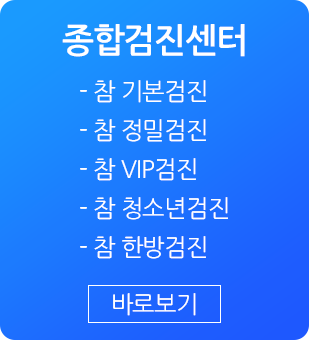 종합검진센터
- 참 기본검진
- 참 정밀검진
- 참 VIP검진
- 참 청소년검진
- 참 한방검진
바로보기